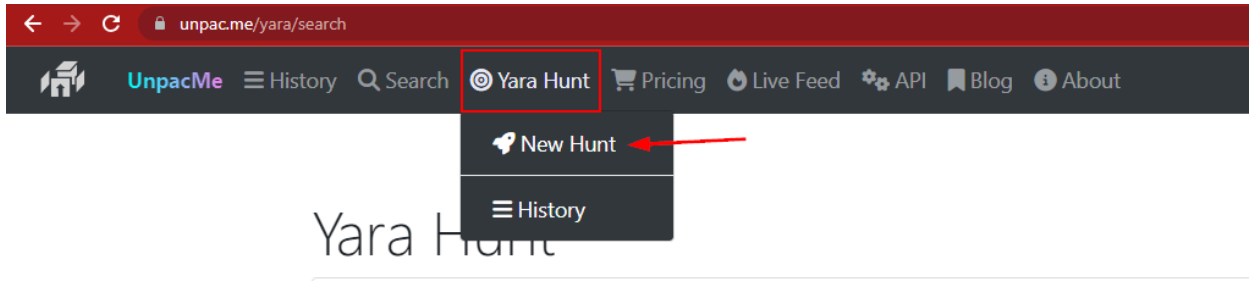 unpac.me/yara/search
UnpacMe History Search Yara Hunt Pricing Live Feed API Blog About
New Hunt
History
Yara Hunt